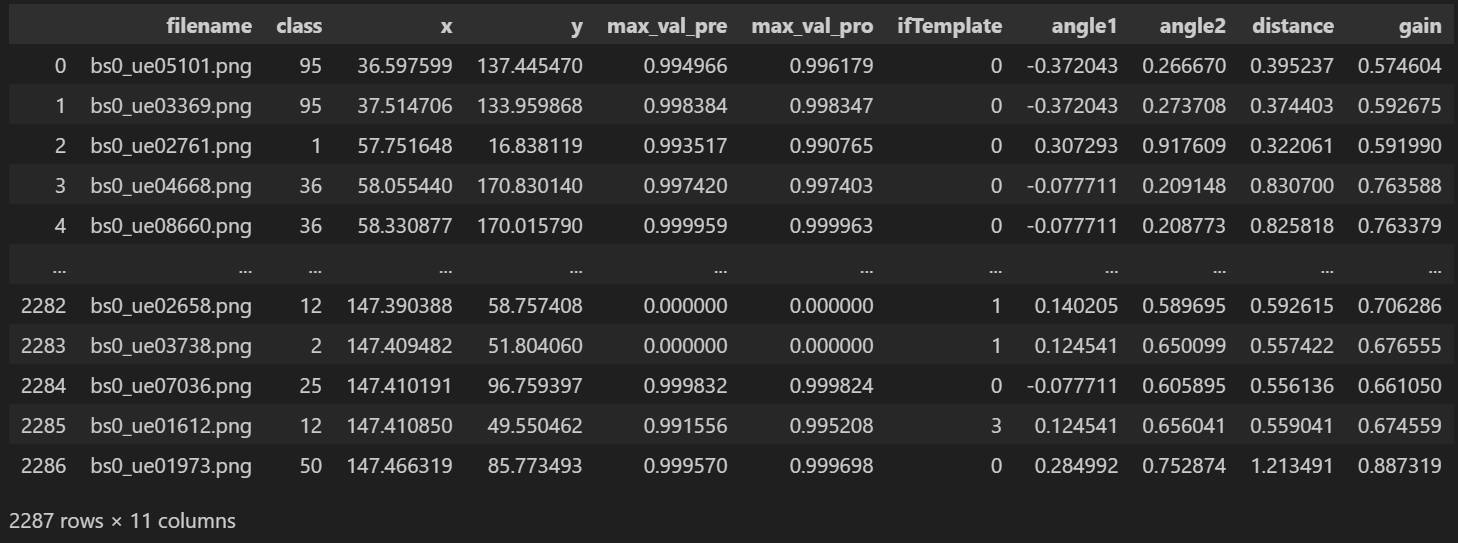 filename class x y max_val_pre max_val_pro ifTemplate angle1 angle2 distance gain
0 bs0_ue05101.png 95 36.597599 137.445470 0.994966 0.996179 0 -0.372043 0.266670 0.395237 0.574604
1 bs0_ue03369.png 95 37.514706 133.959868 0.998384 0.998347 0 -0.372043 0.273708 0.374403 0.592675
2 bs0_ue02761.png 1 57.751648 16.838119 0.993517 0.990765 0 0.307293 0.917609 0.322061 0.591990
3 bs0_ue04668.png 36 58.055440 170.830140 0.997420 0.997403 0 -0.077711 0.209148 0.830700 0.763588
4 bs0_ue08660.png 36 58.330877 170.015790 0.999959 0.999963 0 -0.077711 0.208773 0.825818 0.763379
... ... ... ... ... ... ... ... ... ... ... ...
2282 bs0_ue02658.png 12 147.390388 58.757408 0.000000 0.000000 1 0.140205 0.589695 0.592615 0.706286
2283 bs0_ue03738.png 2 147.409482 51.804060 0.000000 0.000000 1 0.124541 0.650099 0.557422 0.676555
2284 bs0_ue07036.png 25 147.410191 96.759397 0.999832 0.999824 0 -0.077711 0.605895 0.556136 0.661050
2285 bs0_ue01612.png 12 147.410850 49.550462 0.991556 0.995208 3 0.124541 0.656041 0.559041 0.674559
2286 bs0_ue01973.png 50 147.466319 85.773493 0.999570 0.999698 0 0.284992 0.752874 1.213491 0.887319
2287 rows × 11 columns